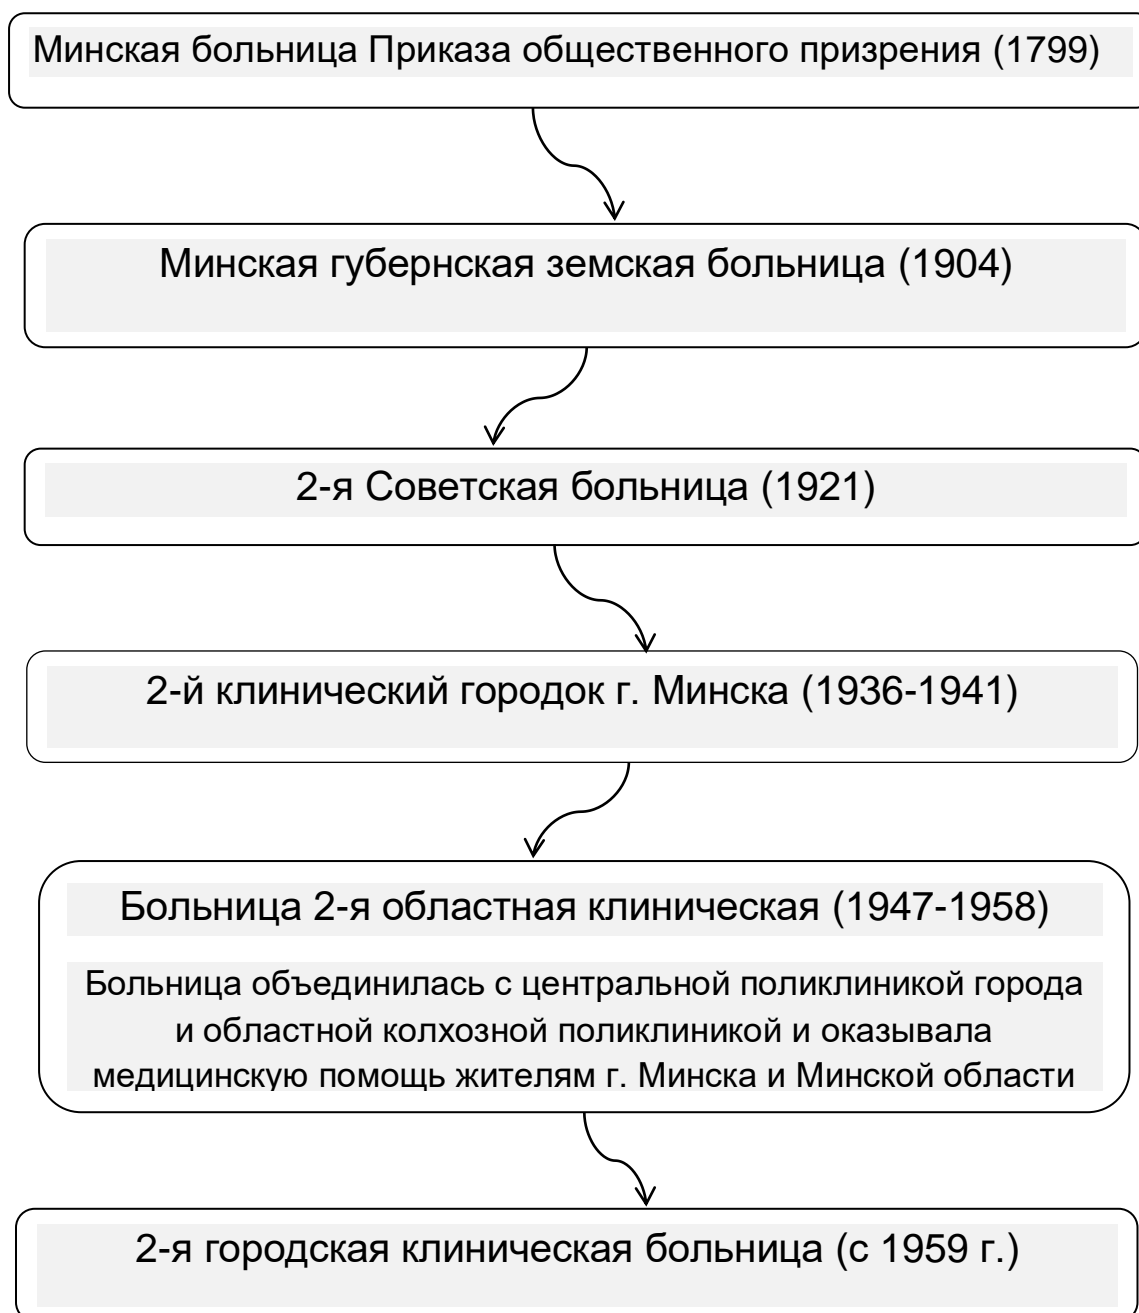 Минская больница Приказа общественного призрения (1799)
Минская губернская земская больница (1904)
2-я Советская больница (1921)
2-й клинический городок г. Минска (1936-1941)
Больница 2-я областная клиническая (1947-1958)
Больница объединилась с центральной поликлиникой города
и областной колхозной поликлиникой и оказывала
медицинскую помощь жителям г. Минска и Минской области
2-я городская клиническая больница (с 1959 г.)